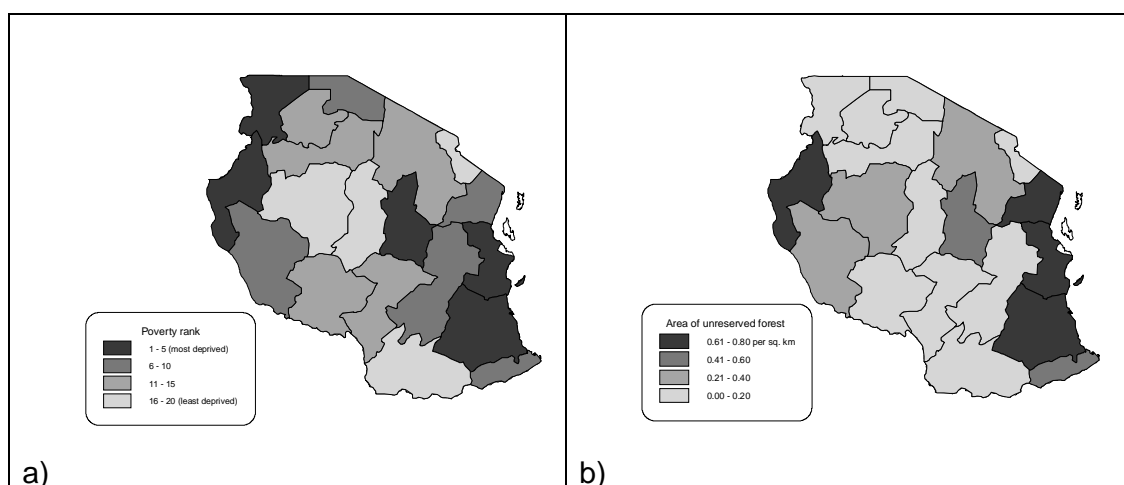 Poverty rank
1 - 5 (most deprived)
6 - 10
11 - 15
16 - 20 (least deprived)
a)
Area of unreserved forest
0.61 - 0.80 per sq. km
0.41 - 0.60
0.21 - 0.40
0.00 - 0.20
b)